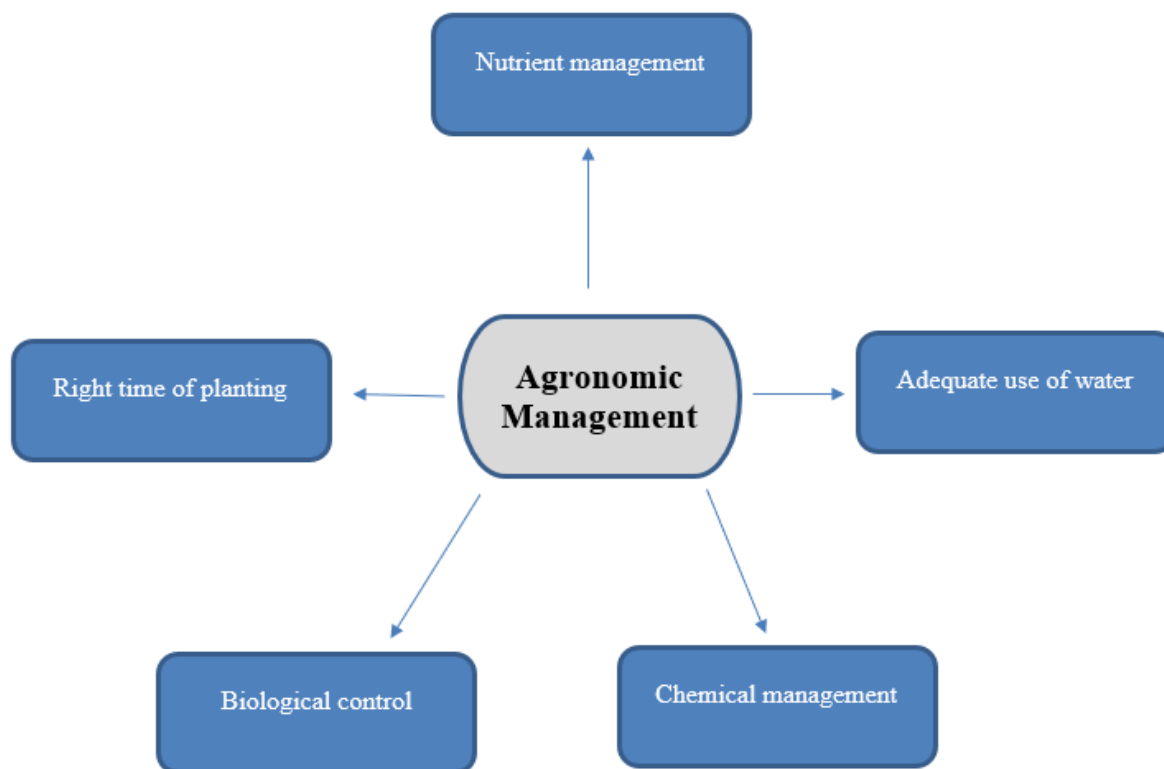 Nutrient management
Right time of planting
Agronomic
Management
Adequate use of water
Biological control
Chemical management